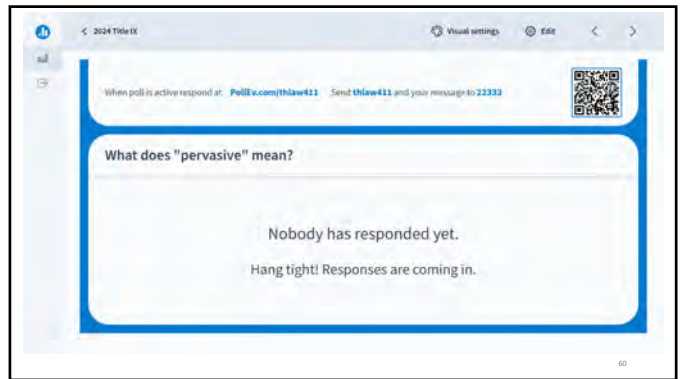 2024 Title IX
Visual settings
Edit
When poll is active respond at PollEv.com/thlaw411 Send thlaw411 and your message to 22333
What does "pervasive" mean?
Nobody has responded yet.
Hang tight! Responses are coming in.
60